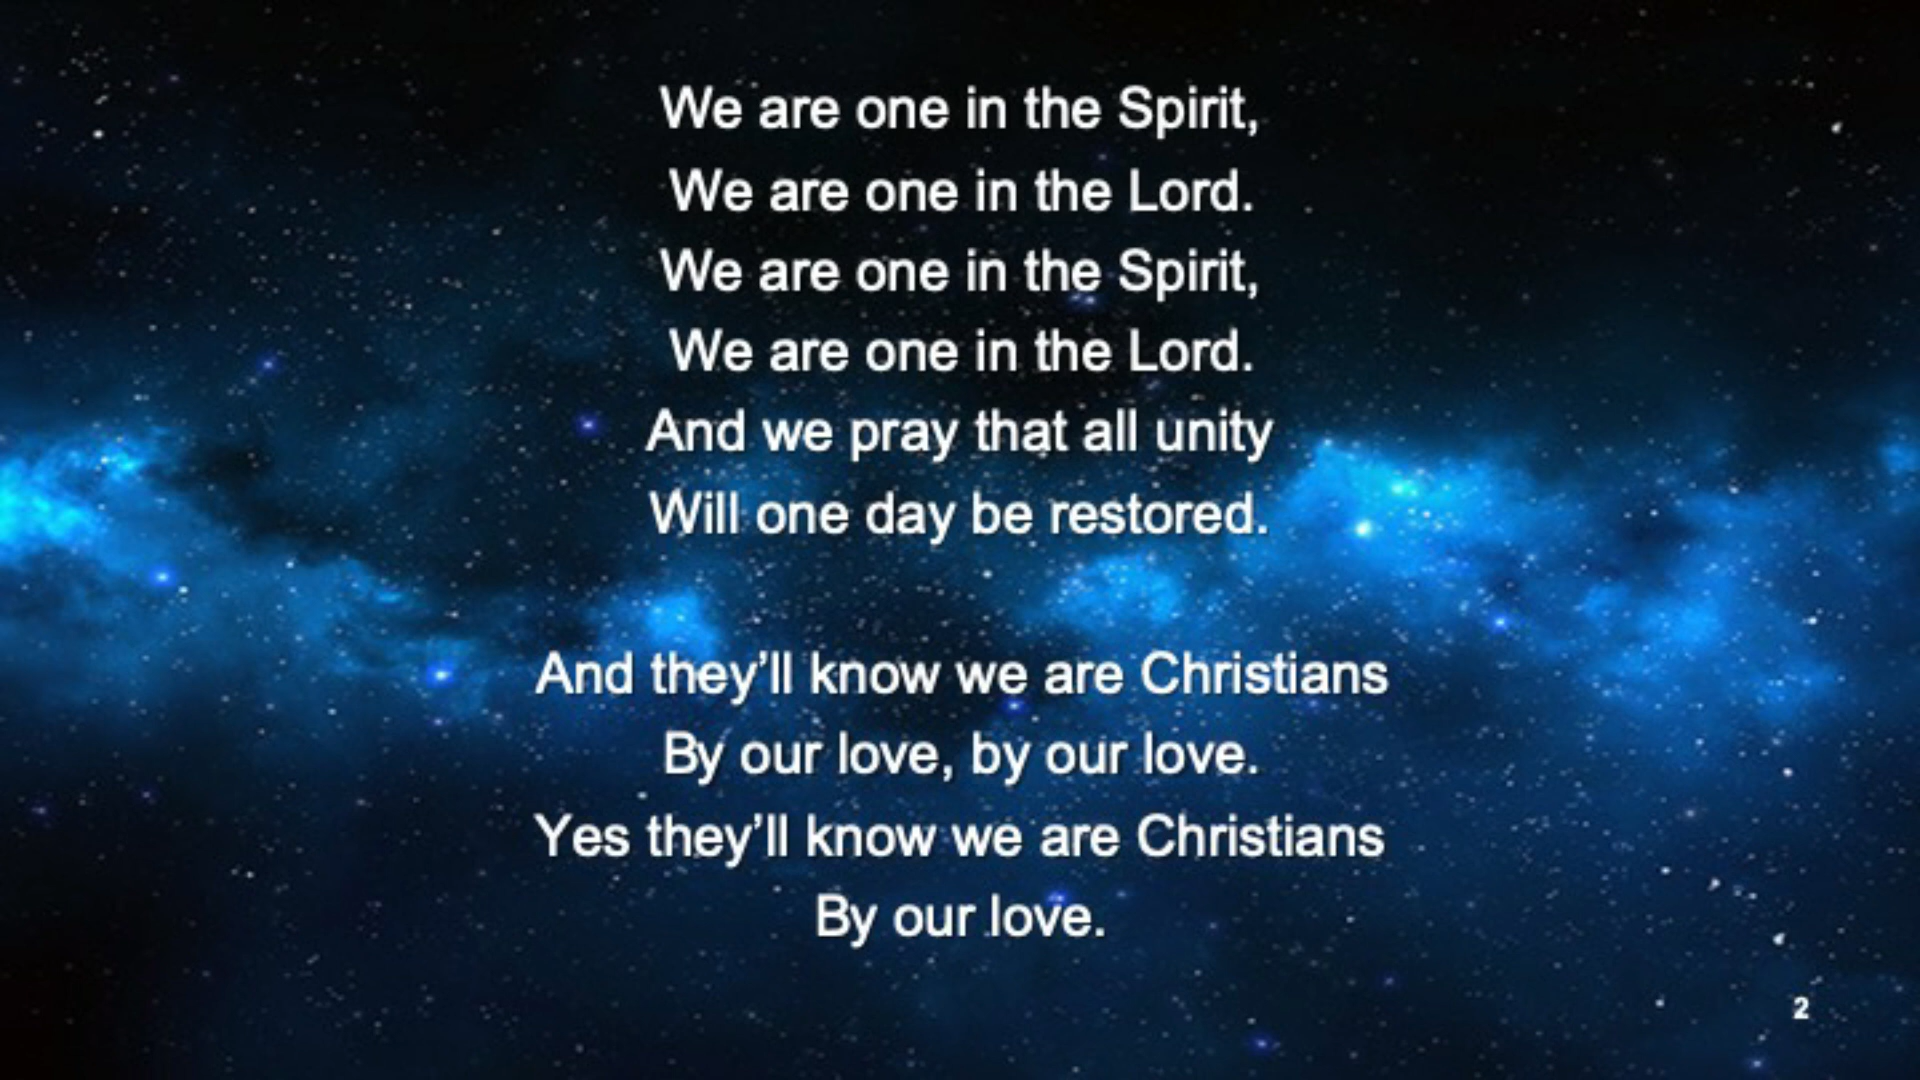 We are one in the Spirit,
We are one in the Lord.
We are one in the Spirit,
We are one in the Lord.
And we pray that all unity
Will one day be restored.
And they’ll know we are Christians
By our love, by our love.
Yes they’ll know we are Christians
By our love.
2